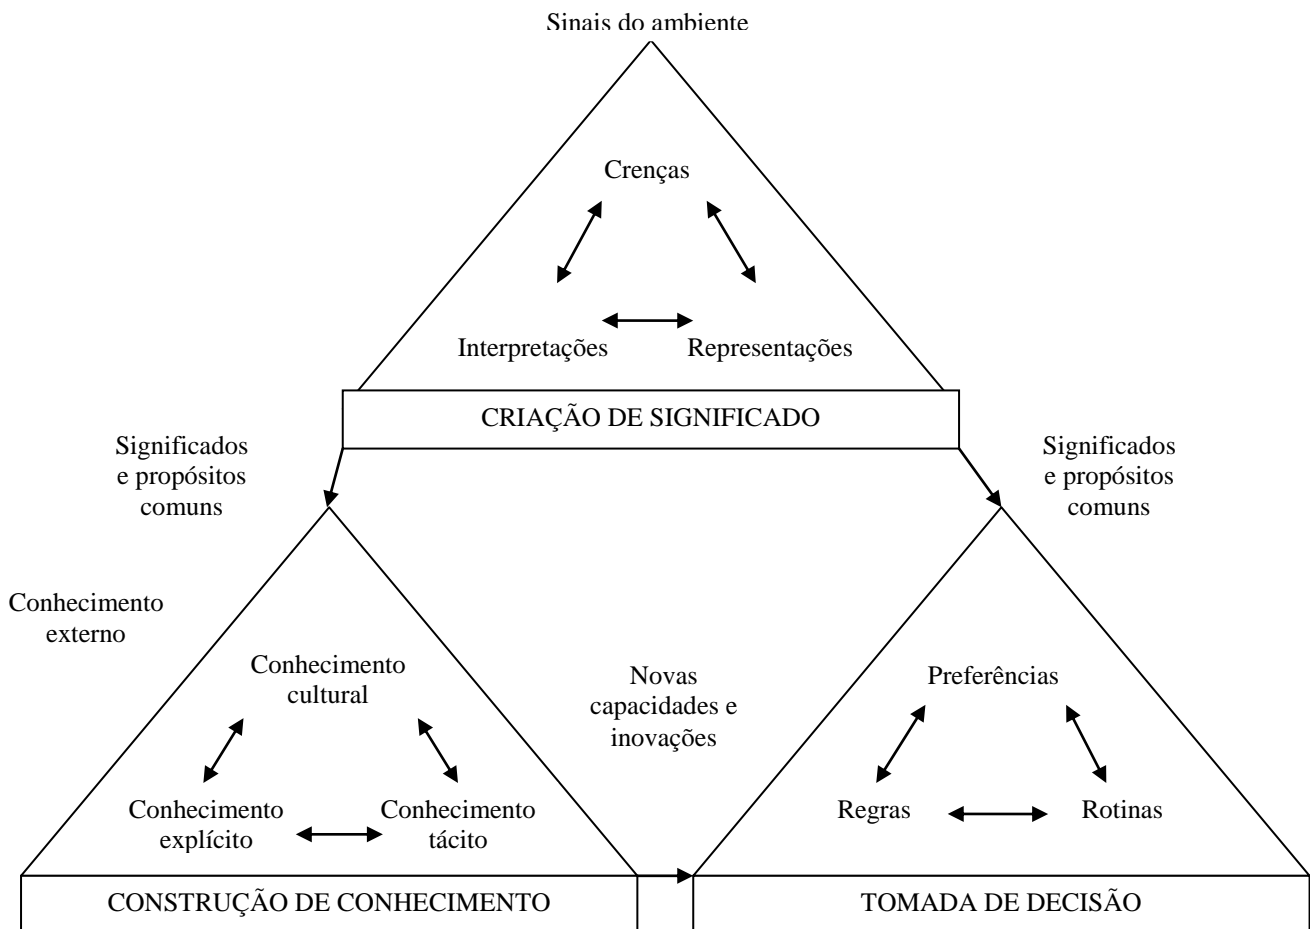 Sinais do ambiente
Crenças
Interpretações
Representações
CRIAÇÃO DE SIGNIFICADO
Significados
e propósitos
comuns
Significados
e propósitos
comuns
Conhecimento
externo
Conhecimento
cultural
Conhecimento
explícito
Conhecimento
tácito
Novas
capacidades e
inovações
Preferências
Regras
Rotinas
CONSTRUÇÃO DE CONHECIMENTO
TOMADA DE DECISÃO